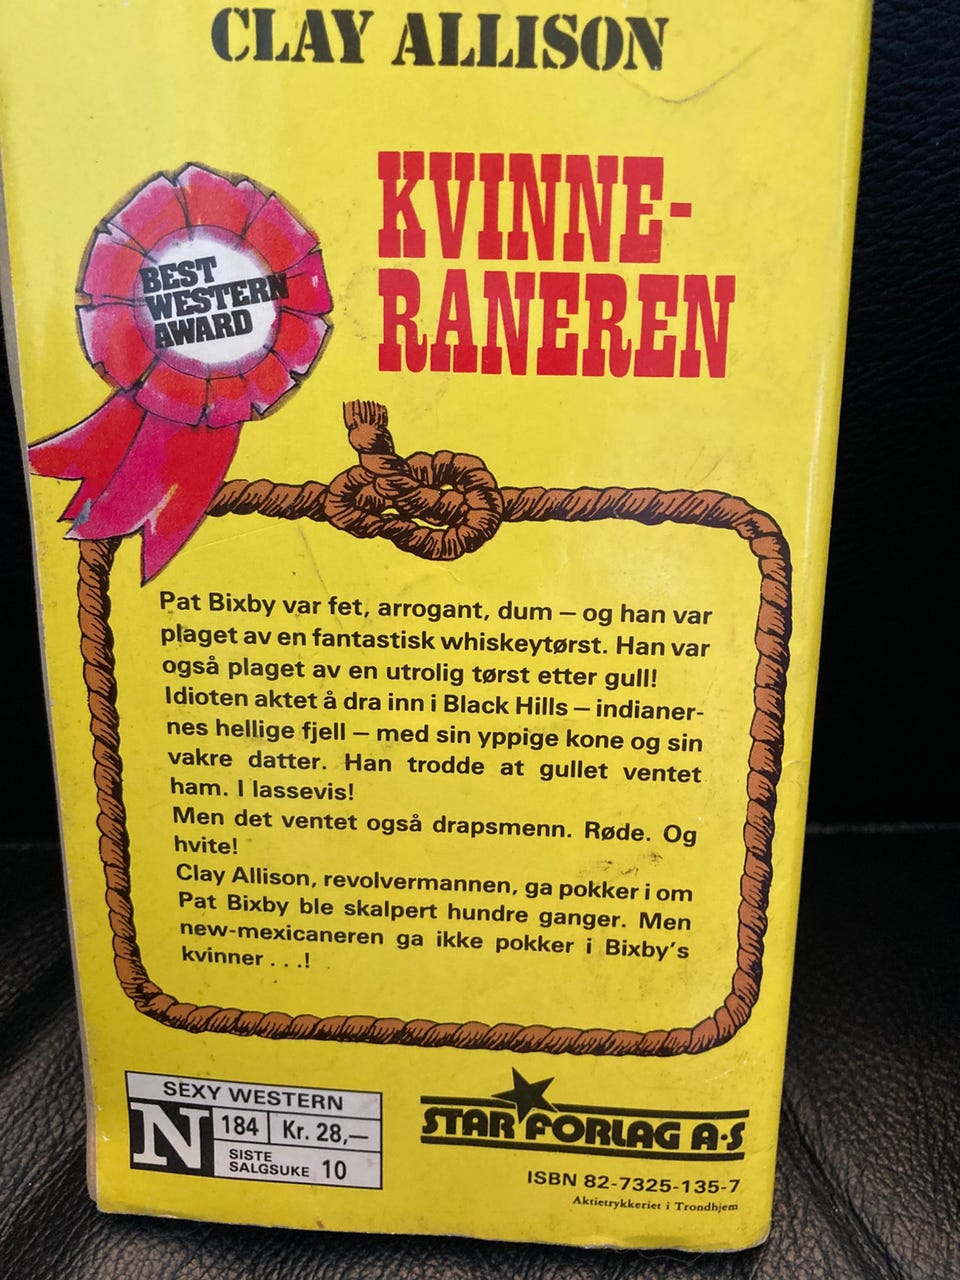 CLAY ALLISON
KVINNE-
RANEREN
BEST
WESTERN
AWARD
Pat Bixby var fet, arrogant, dum – og han var
plaget av en fantastisk whiskeytørst. Han var
også plaget av en utrolig tørst etter gull!
Idioten aktet å dra inn i Black Hills – indianer-
nes hellige fjell – med sin yppige kone og sin
vakre datter. Han trodde at gullet ventet
ham. I lassevis!
Men det ventet også drapsmenn. Røde. Og
hvite!
Clay Allison, revolvermannen, ga pokker i om
Pat Bixby ble skalpert hundre ganger. Men
new-mexicaneren ga ikke pokker i Bixby's
kvinner . . .!
SEXY WESTERN
N 184 Kr. 28,—
SISTE
SALGSUKE 10
STAR FORLAG A·S
ISBN 82-7325-135-7
Aktietrykkeriet i Trondhjem